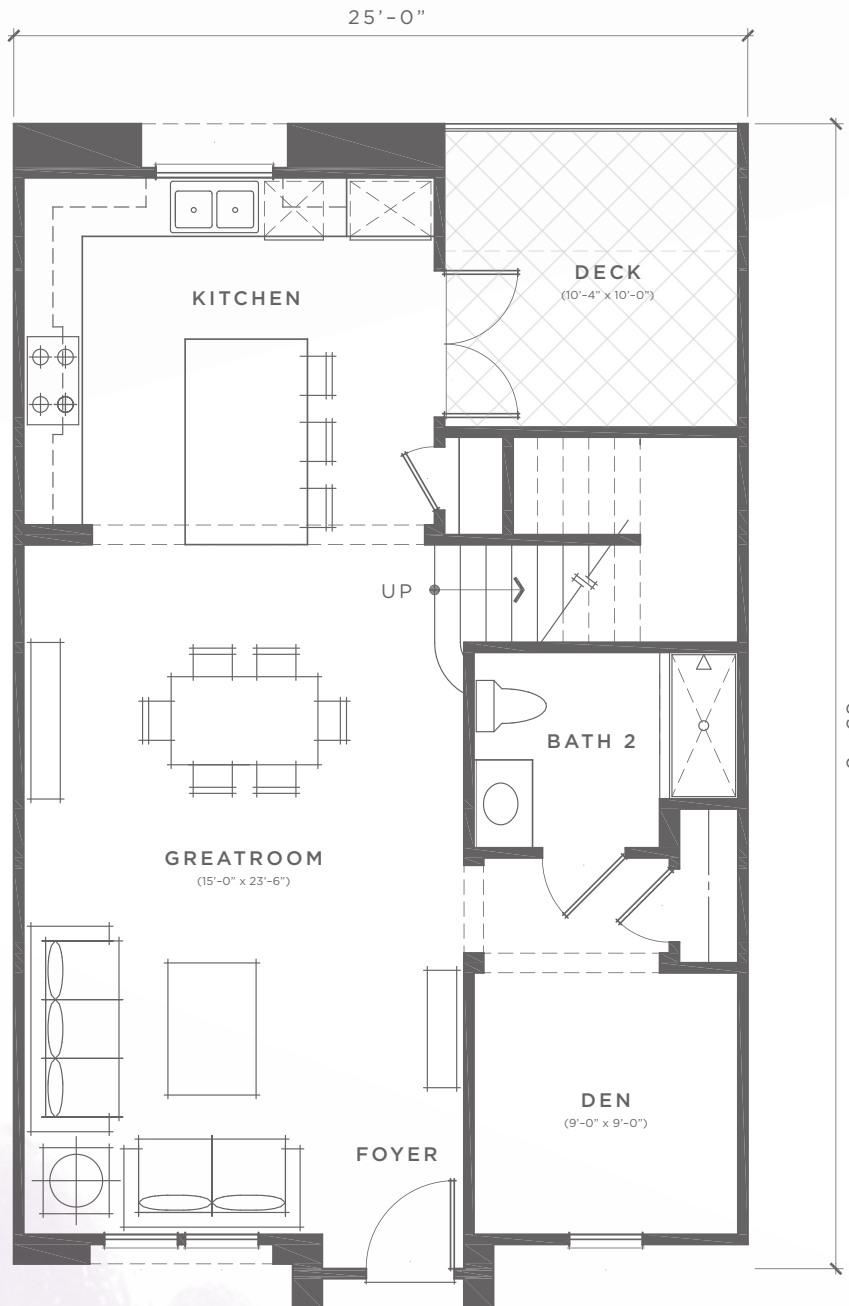 25'-0"
DECK
(10'-4" x 10'-0")
KITCHEN
UP
BATH 2
GREATROOM
(15'-0" x 23'-6")
DEN
(9'-0" x 9'-0")
FOYER